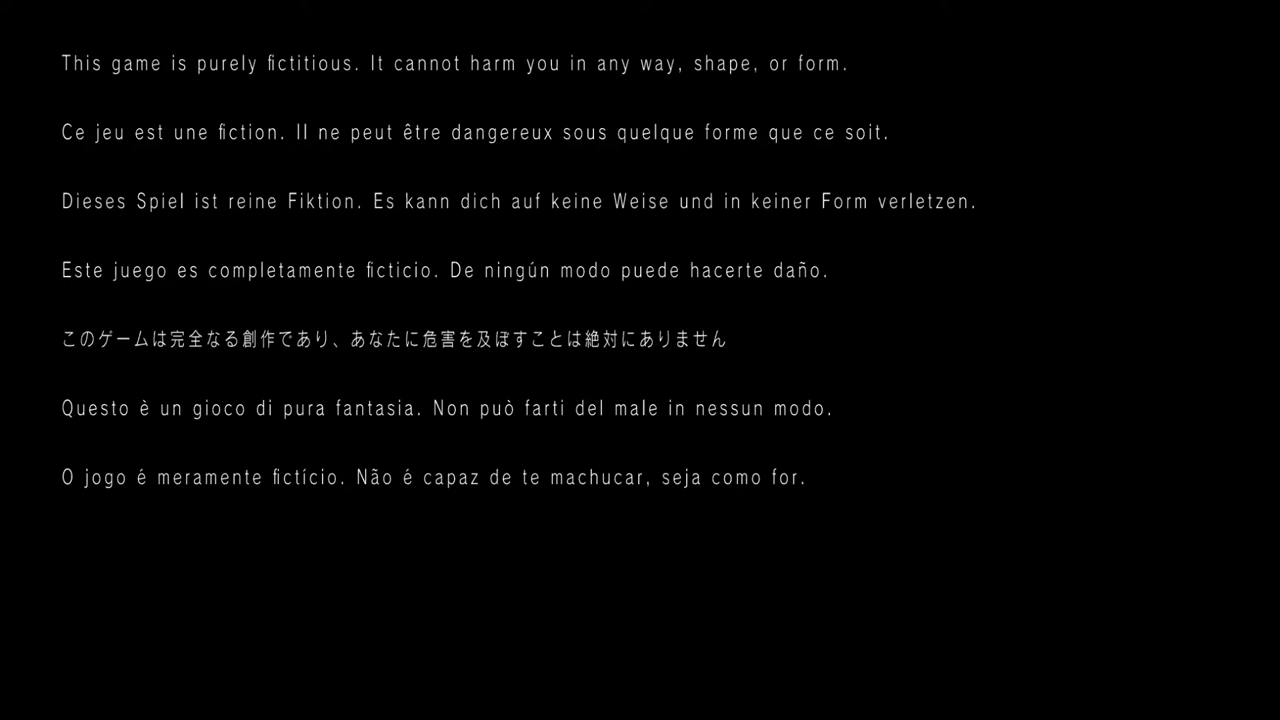 This game is purely fictitious. It cannot harm you in any way, shape, or form.
Ce jeu est une fiction. Il ne peut être dangereux sous quelque forme que ce soit.
Dieses Spiel ist reine Fiktion. Es kann dich auf keine Weise und in keiner Form verletzen.
Este juego es completamente ficticio. De ningún modo puede hacerte daño.
このゲームは完全なる創作であり、あなたに危害を及ぼすことは絶対にありません
Questo è un gioco di pura fantasia. Non può farti del male in nessun modo.
O jogo é meramente fictício. Não é capaz de te machucar, seja como for.